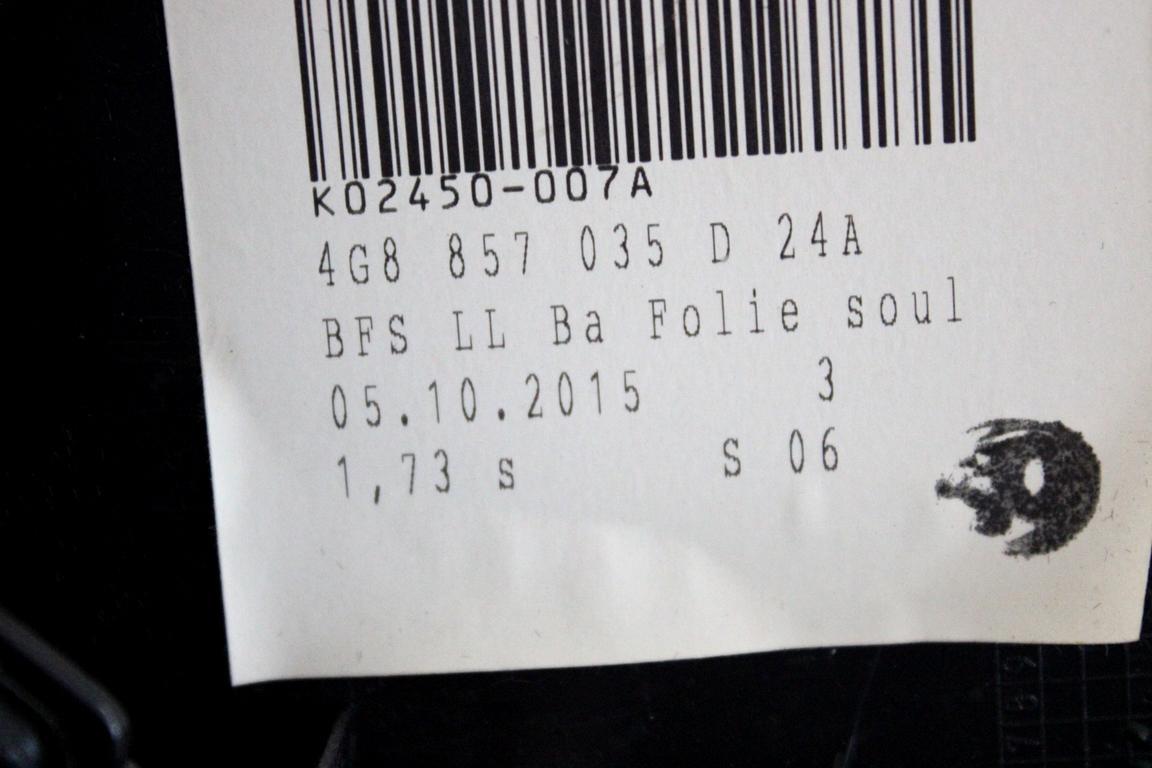 K02450-007A
4G8 857 035 D 24A
BFS LL Ba Folie soul
05.10.2015 3
1,73 s S 06